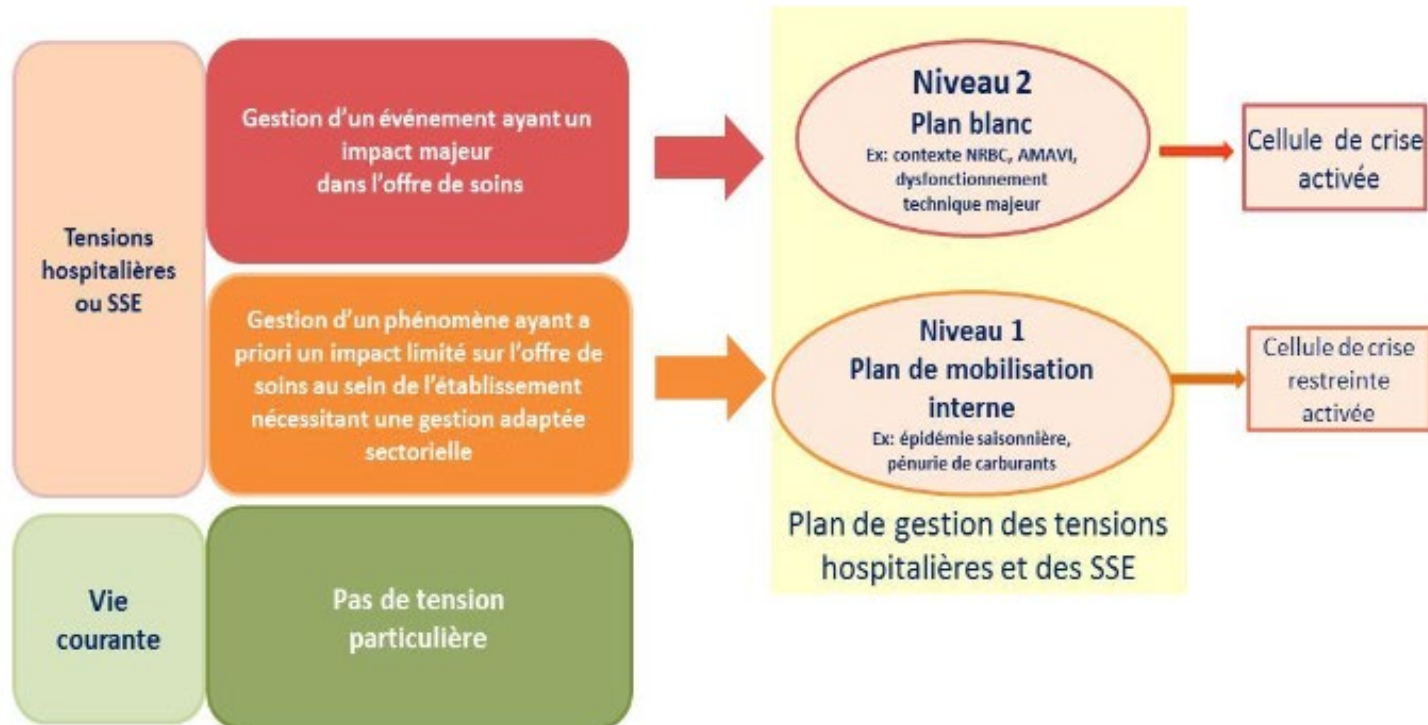 Tensions
hospitalières
ou SSE
Gestion d'un événement ayant un
impact majeur
dans l'offre de soins
Niveau 2
Plan blanc
Ex: contexte NRBC, AMAVI,
dysfonctionnement
technique majeur
Cellule de crise
activée
Gestion d'un phénomène ayant a
priori un impact limité sur l'offre de
soins au sein de l'établissement
nécessitant une gestion adaptée
sectorielle
Niveau 1
Plan de mobilisation
interne
Ex: épidémie saisonnière,
pénurie de carburants
Cellule de crise
restreinte
activée
Plan de gestion des tensions
hospitalières et des SSE
Vie
courante
Pas de tension
particulière